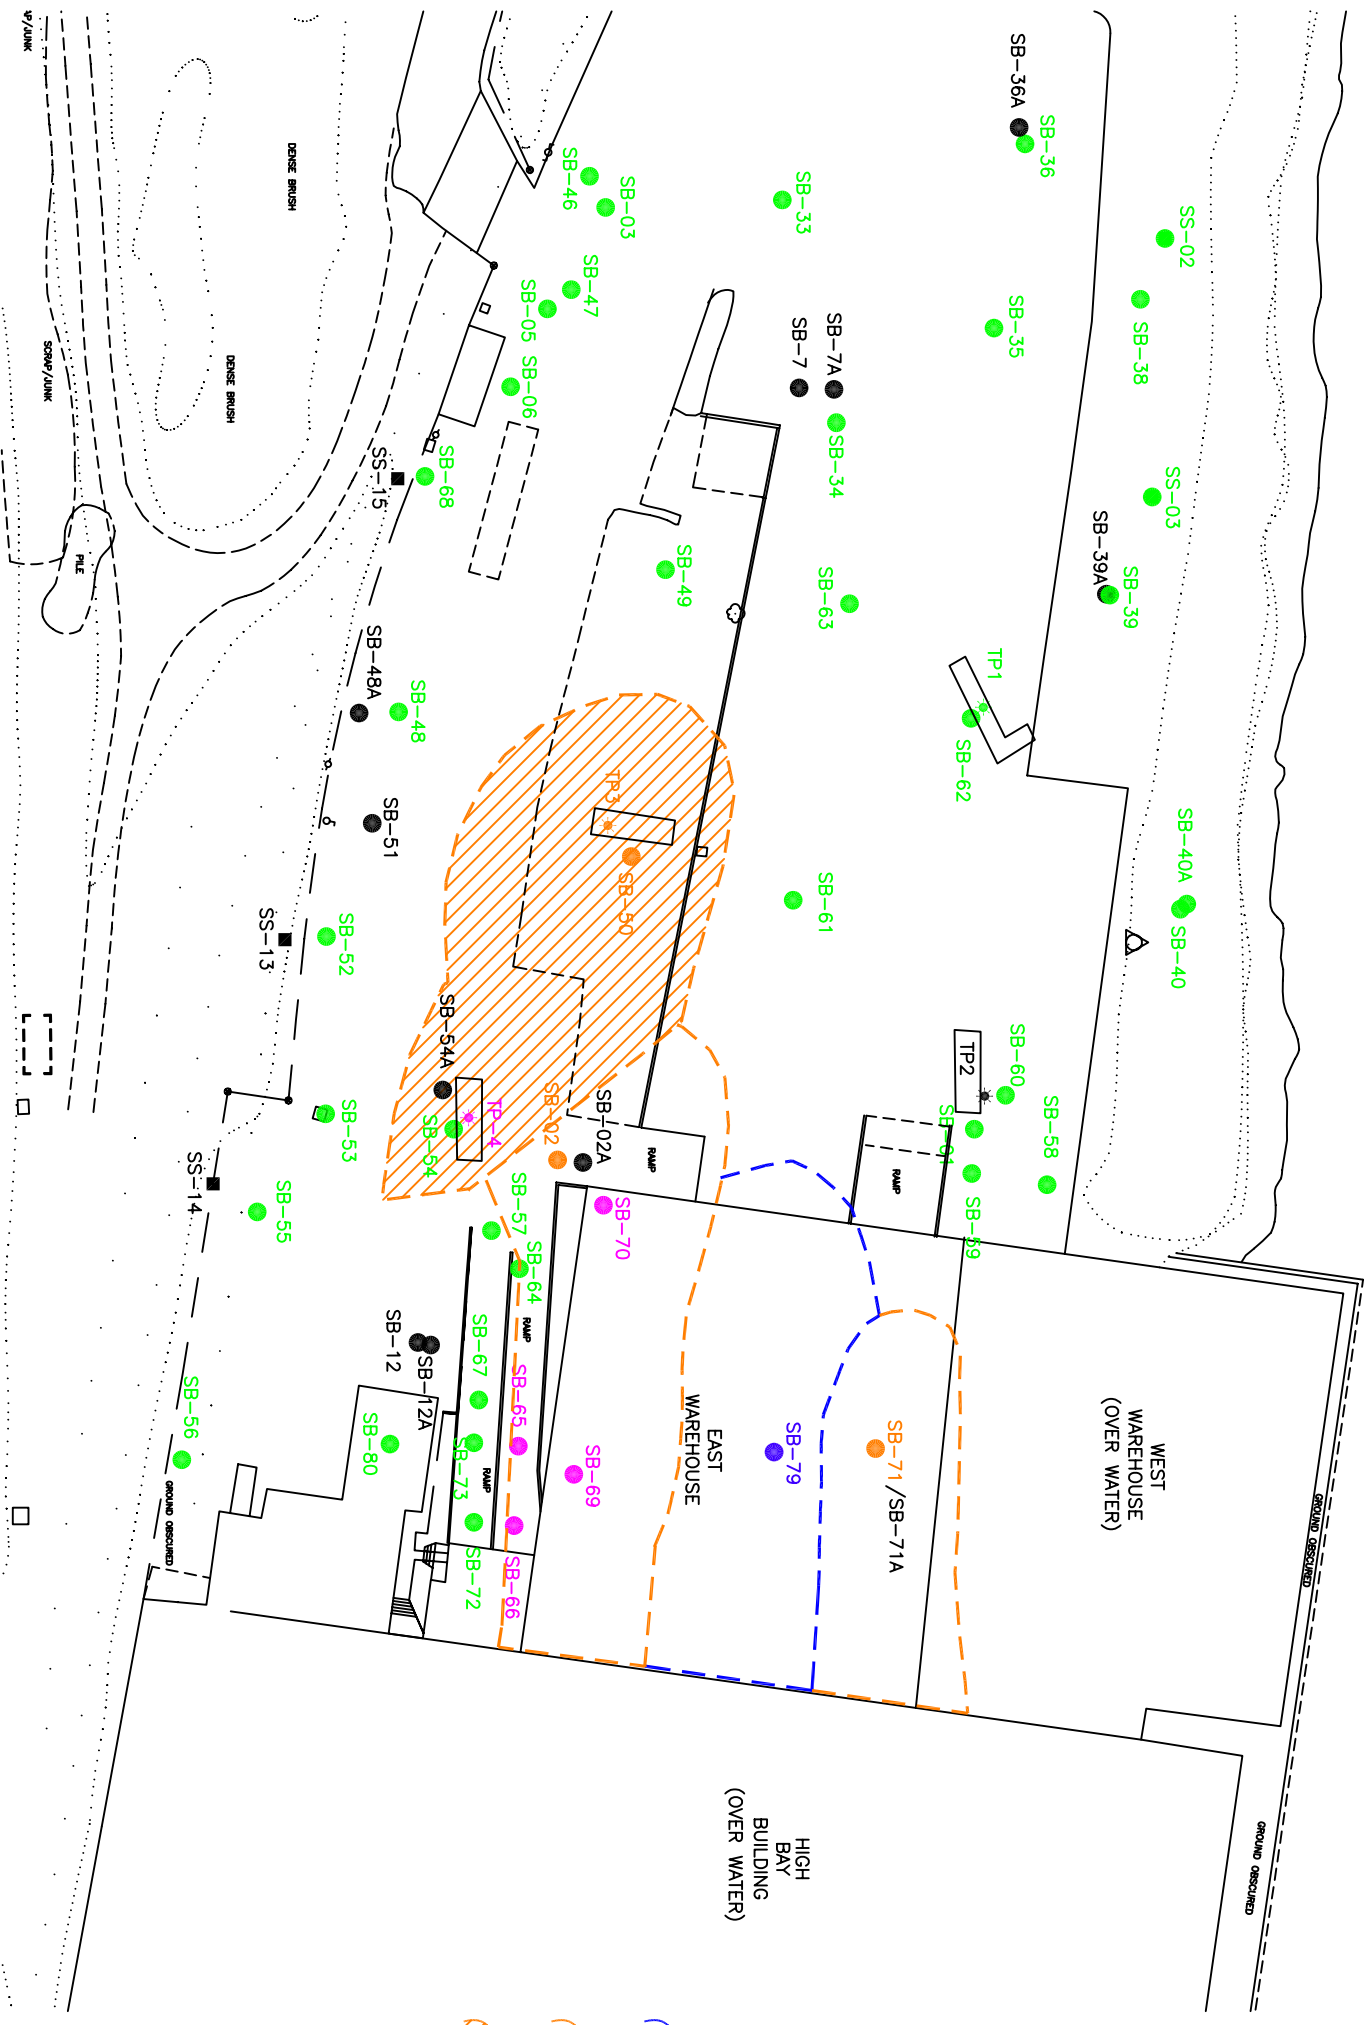 SB-36A
SB-36
SS-02
SB-38
SB-33
SB-35
SB-46
SB-03
SB-47
SB-05
SB-06
SB-7
SB-7A
SB-34
SS-03
SB-39A
SB-39
DENSE BRUSH
DENSE BRUSH
SCRAP/JUNK
AP/JUNK
PILE
SS-15
SB-68
SB-49
SB-63
TP1
SB-62
SB-48A
SB-48
SB-51
TP3
SB-50
SB-61
SB-40A
SB-40
SS-13
SB-52
SB-54A
TP-4
SB-54
SB-02
SB-02A
RAMP
TP2
SB-60
SB-58
SB-59
RAMP
SB-53
SS-14
SB-55
SB-57
SB-64
SB-70
RAMP
SB-12
SB-12A
SB-67
SB-65
SB-69
SB-73
RAMP
SB-72
SB-66
SB-80
SB-56
GROUND OBSCURED
EAST
WAREHOUSE
SB-79
SB-71/SB-71A
WEST
WAREHOUSE
(OVER WATER)
GROUND OBSCURED
GROUND OBSCURED
HIGH
BAY
BUILDING
(OVER WATER)